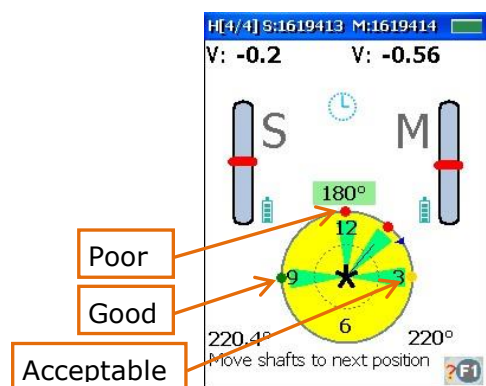 H[4/4] S:1619413 M:1619414
V: -0.2 V: -0.56
S M
180°
12
Poor
9 3
Good
6
220.4° 220°
Acceptable
Move shafts to next position
?F1